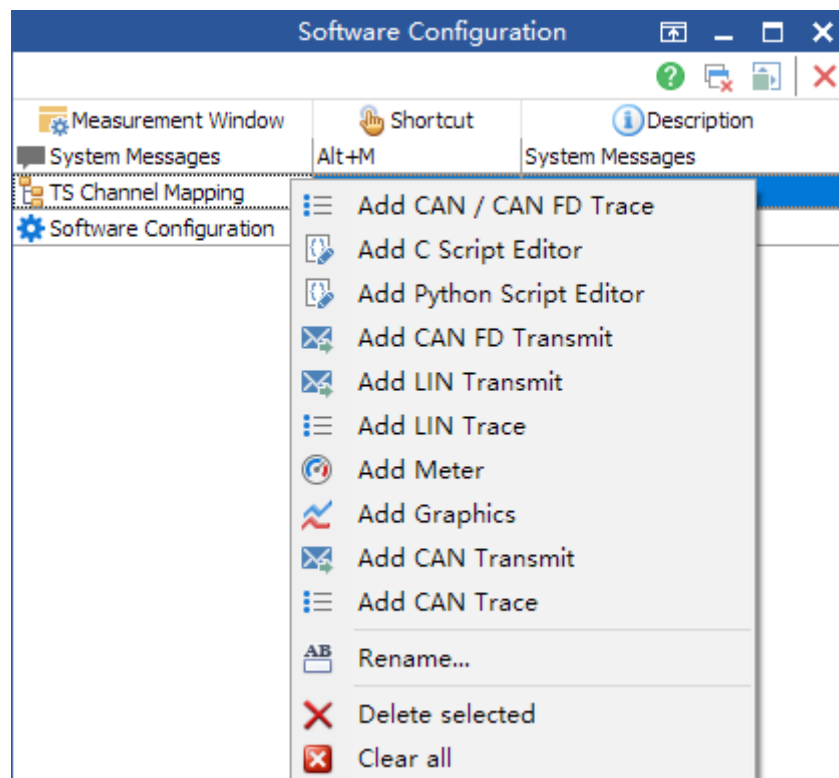 Software Configuration
Measurement Window Shortcut Description
System Messages Alt+M System Messages
TS Channel Mapping
Software Configuration
Add CAN / CAN FD Trace
Add C Script Editor
Add Python Script Editor
Add CAN FD Transmit
Add LIN Transmit
Add LIN Trace
Add Meter
Add Graphics
Add CAN Transmit
Add CAN Trace
AB Rename...
Delete selected
Clear all